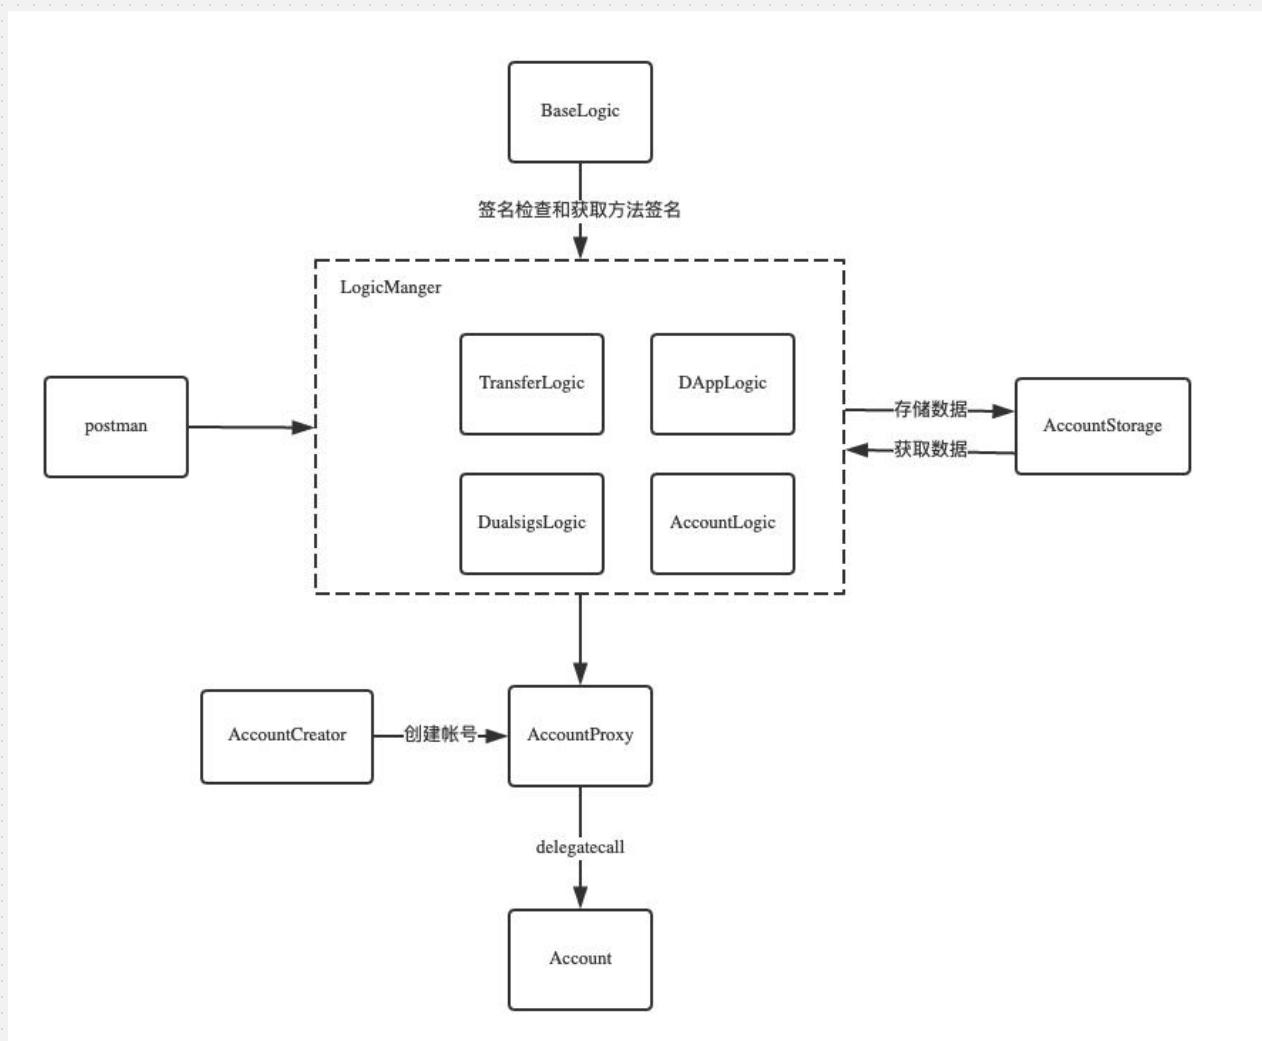 BaseLogic
签名检查和获取方法签名
LogicManger
TransferLogic
DAppLogic
postman
存储数据
AccountStorage
获取数据
DualsigsLogic
AccountLogic
AccountCreator
创建帐号
AccountProxy
delegatecall
Account